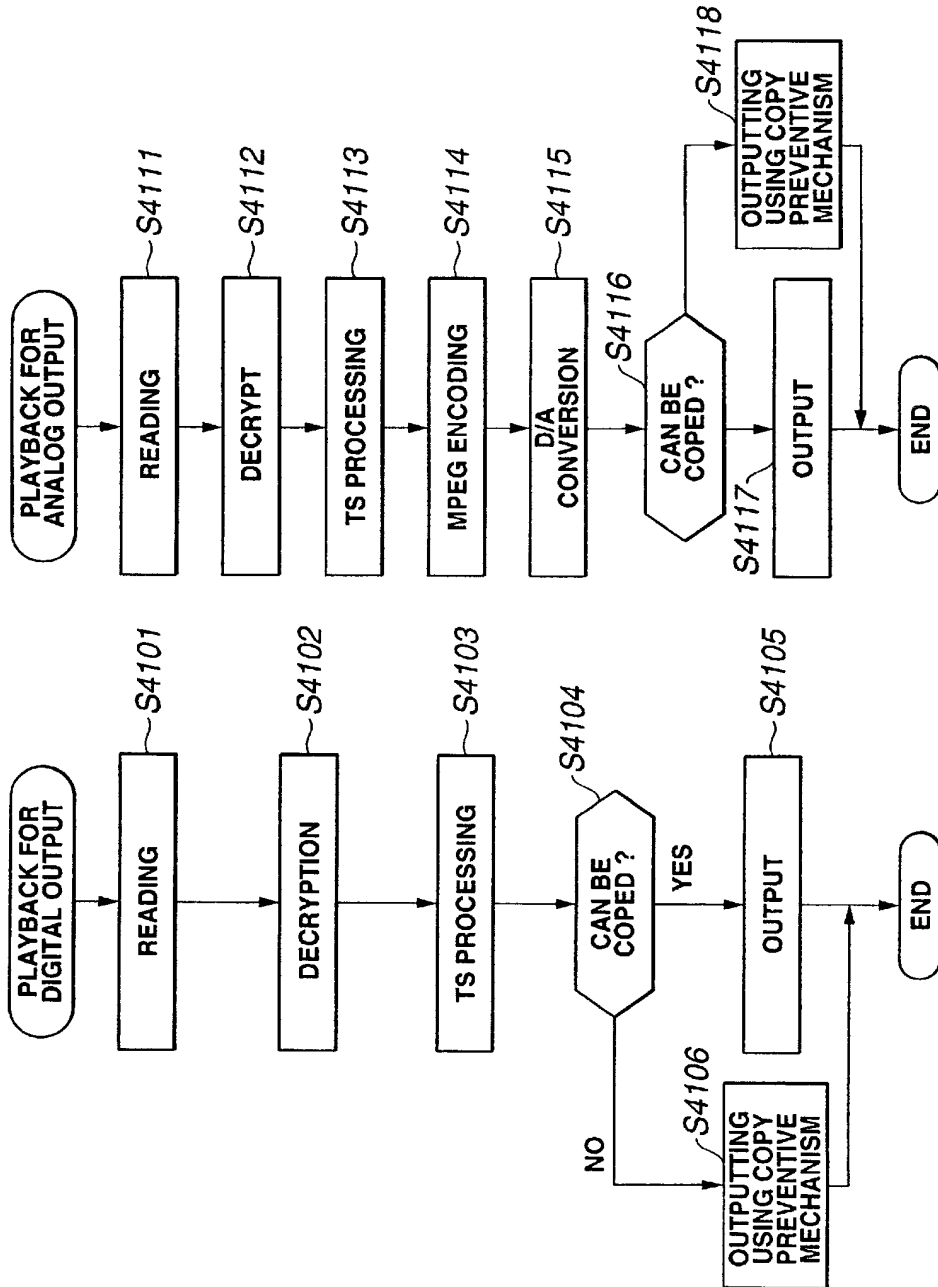 PLAYBACK FOR
DIGITAL OUTPUT
READING
S4101
DECRYPTION
S4102
TS PROCESSING
S4103
CAN BE
COPED ?
S4104
YES
NO
OUTPUT
S4105
OUTPUTTING
USING COPY
PREVENTIVE
MECHANISM
S4106
END
PLAYBACK FOR
ANALOG OUTPUT
READING
S4111
DECRYPT
S4112
TS PROCESSING
S4113
MPEG ENCODING
S4114
D/A
CONVERSION
S4115
CAN BE
COPED ?
S4116
S4117
OUTPUT
OUTPUTTING
USING COPY
PREVENTIVE
MECHANISM
S4118
END